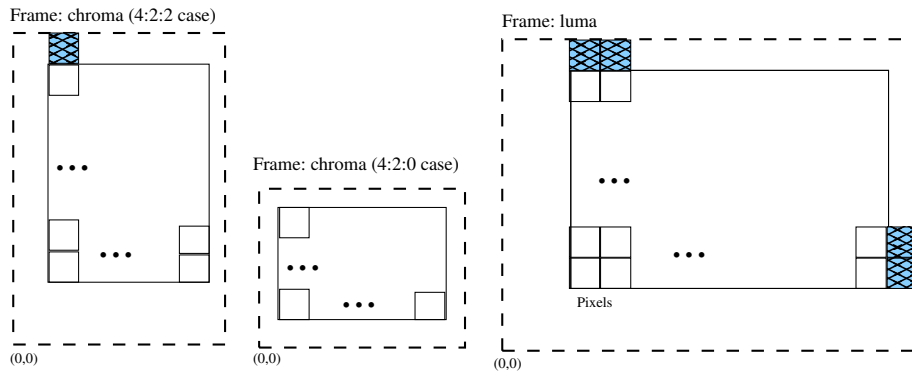 Frame: chroma (4:2:2 case)
Frame: luma
Frame: chroma (4:2:0 case)
Pixels
(0,0)
(0,0)
(0,0)